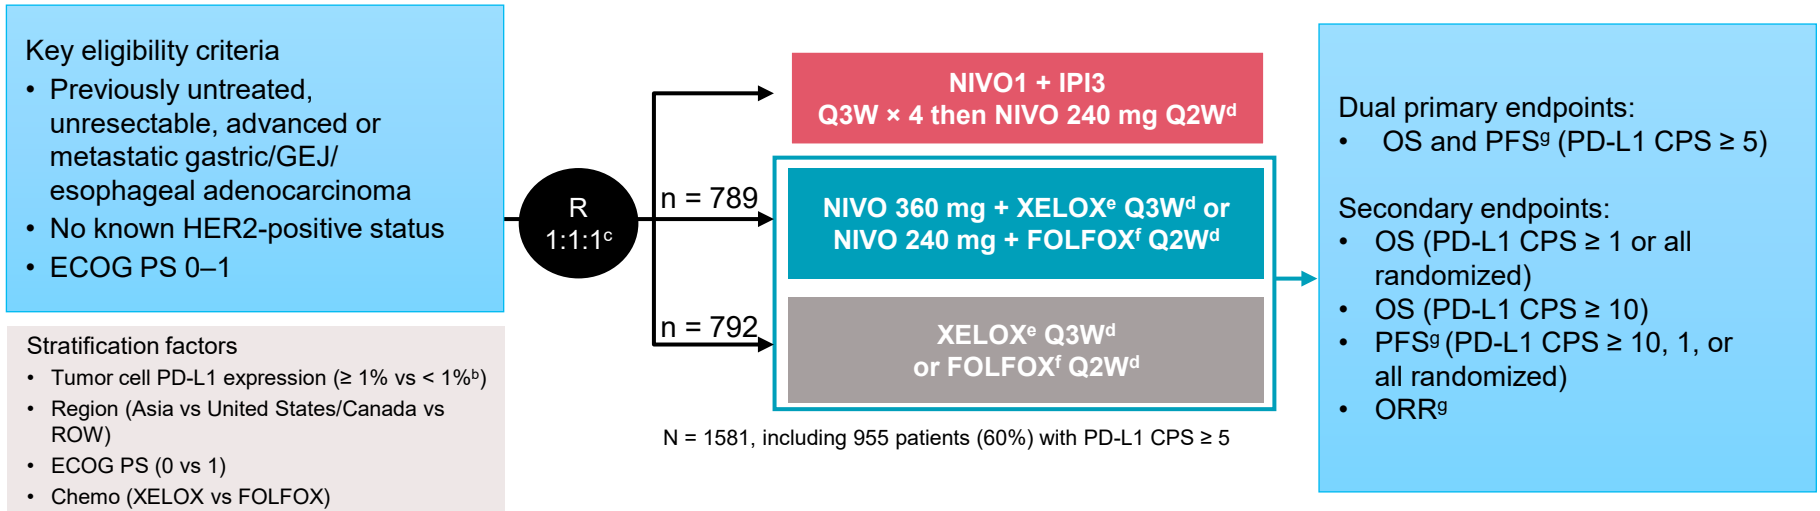 Key eligibility criteria
• Previously untreated,
unresectable, advanced or
metastatic gastric/GEJ/
esophageal adenocarcinoma
• No known HER2-positive status
• ECOG PS 0–1
Stratification factors
• Tumor cell PD-L1 expression (≥ 1% vs < 1%ᵇ)
• Region (Asia vs United States/Canada vs
ROW)
• ECOG PS (0 vs 1)
• Chemo (XELOX vs FOLFOX)
R
1:1:1ᶜ
n = 789
n = 792
NIVO1 + IPI3
Q3W × 4 then NIVO 240 mg Q2Wᵈ
NIVO 360 mg + XELOXᵉ Q3Wᵈ or
NIVO 240 mg + FOLFOXᶠ Q2Wᵈ
XELOXᵉ Q3Wᵈ
or FOLFOXᶠ Q2Wᵈ
N = 1581, including 955 patients (60%) with PD-L1 CPS ≥ 5
Dual primary endpoints:
• OS and PFSᵍ (PD-L1 CPS ≥ 5)
Secondary endpoints:
• OS (PD-L1 CPS ≥ 1 or all
randomized)
• OS (PD-L1 CPS ≥ 10)
• PFSᵍ (PD-L1 CPS ≥ 10, 1, or
all randomized)
• ORRᵍ